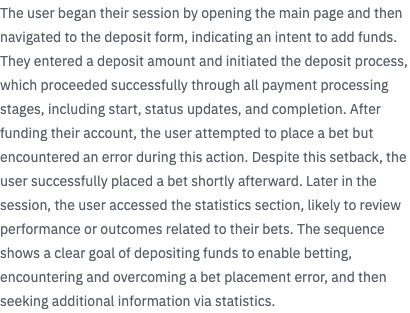 The user began their session by opening the main page and then
navigated to the deposit form, indicating an intent to add funds.
They entered a deposit amount and initiated the deposit process,
which proceeded successfully through all payment processing
stages, including start, status updates, and completion. After
funding their account, the user attempted to place a bet but
encountered an error during this action. Despite this setback, the
user successfully placed a bet shortly afterward. Later in the
session, the user accessed the statistics section, likely to review
performance or outcomes related to their bets. The sequence
shows a clear goal of depositing funds to enable betting,
encountering and overcoming a bet placement error, and then
seeking additional information via statistics.